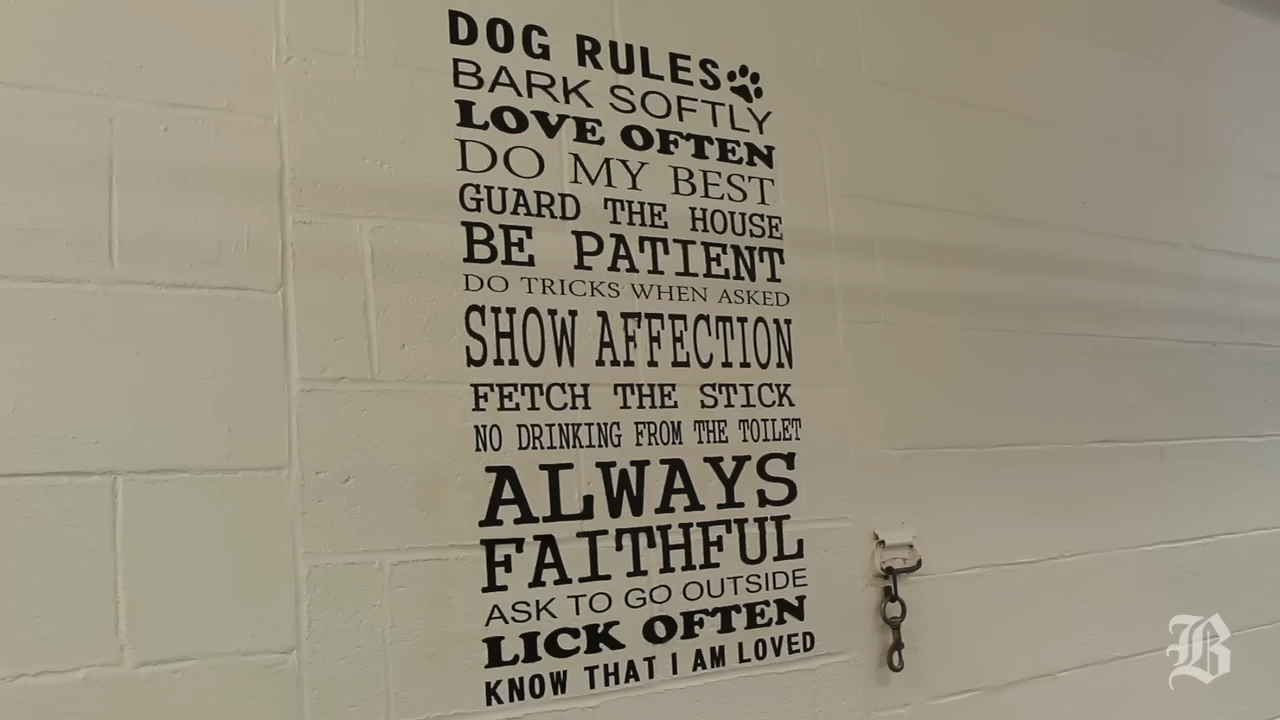 DOG RULES
BARK SOFTLY
LOVE OFTEN
DO MY BEST
GUARD THE HOUSE
BE PATIENT
DO TRICKS WHEN ASKED
SHOW AFFECTION
FETCH THE STICK
NO DRINKING FROM THE TOILET
ALWAYS
FAITHFUL
ASK TO GO OUTSIDE
LICK OFTEN
KNOW THAT I AM LOVED
B